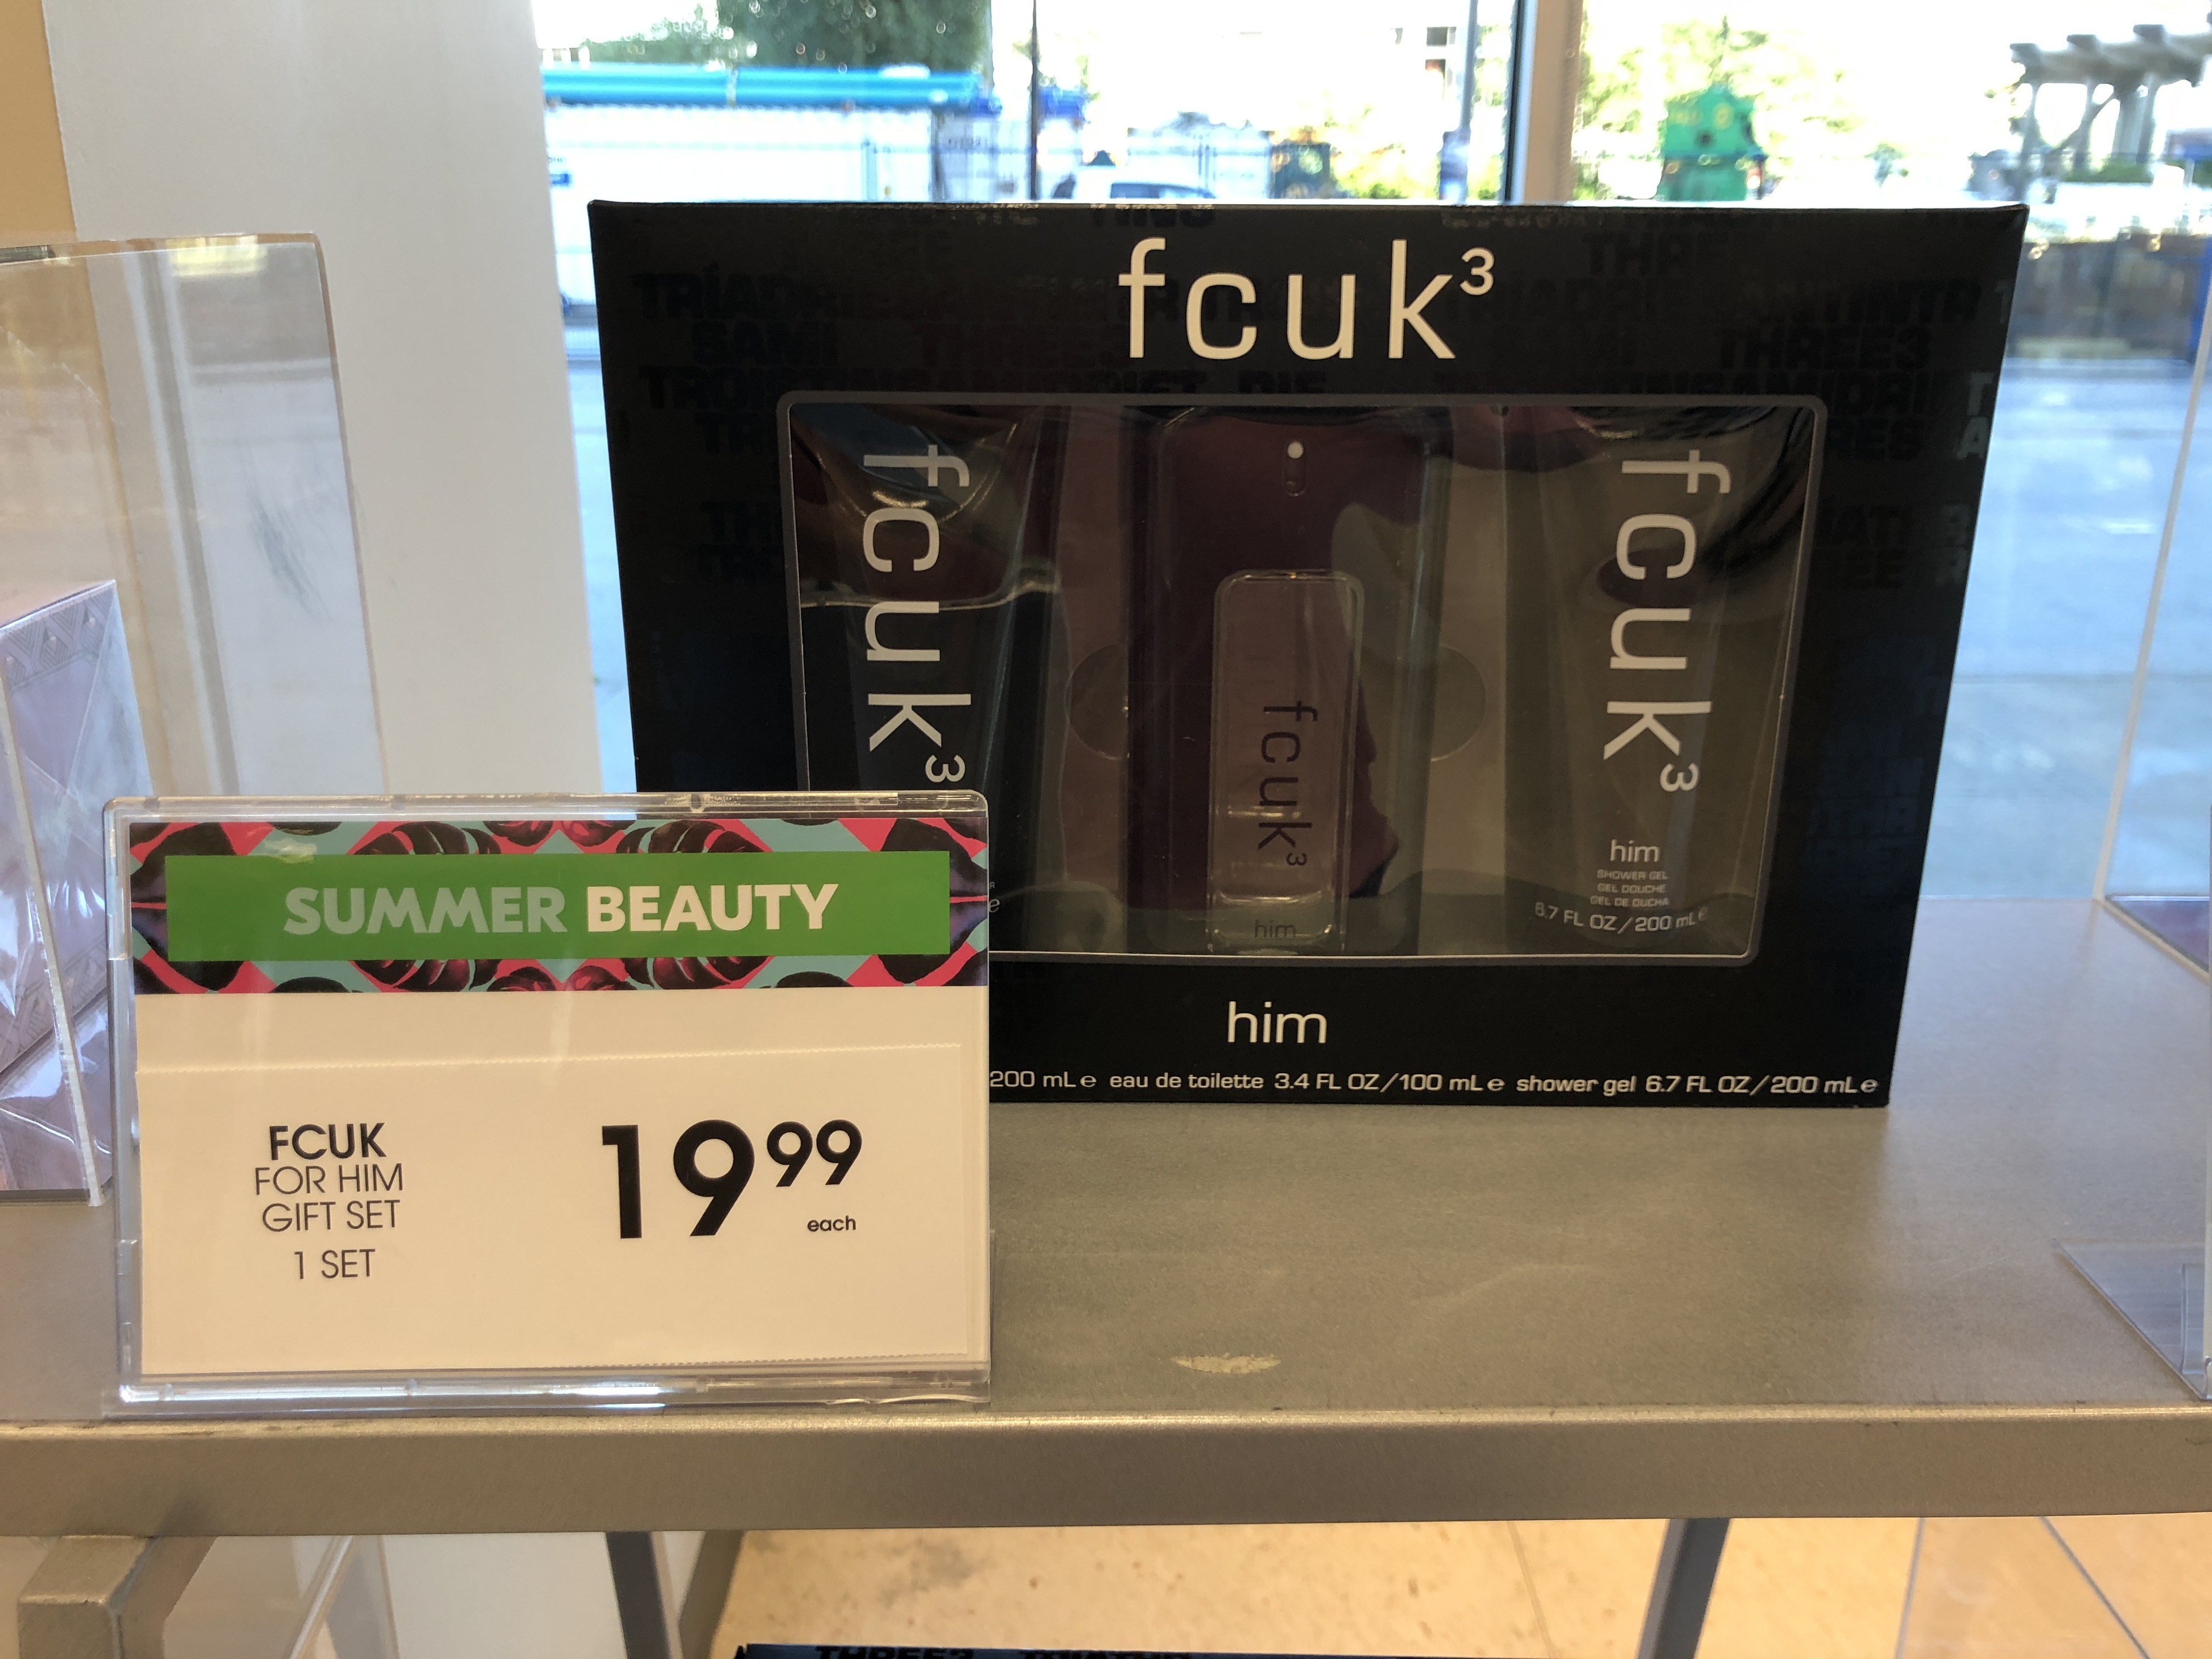 fcuk³
fcuk³
fcuk³
him
fcuk³
him
SHOWER GEL
GEL DOUCHE
GEL DE DUCHA
6.7 FL OZ/200 mL e
him
200 mL e eau de toilette 3.4 FL OZ/100 mL e shower gel 6.7 FL OZ/200 mL e
SUMMER BEAUTY
FCUK
FOR HIM
GIFT SET
1 SET
19⁹⁹
each